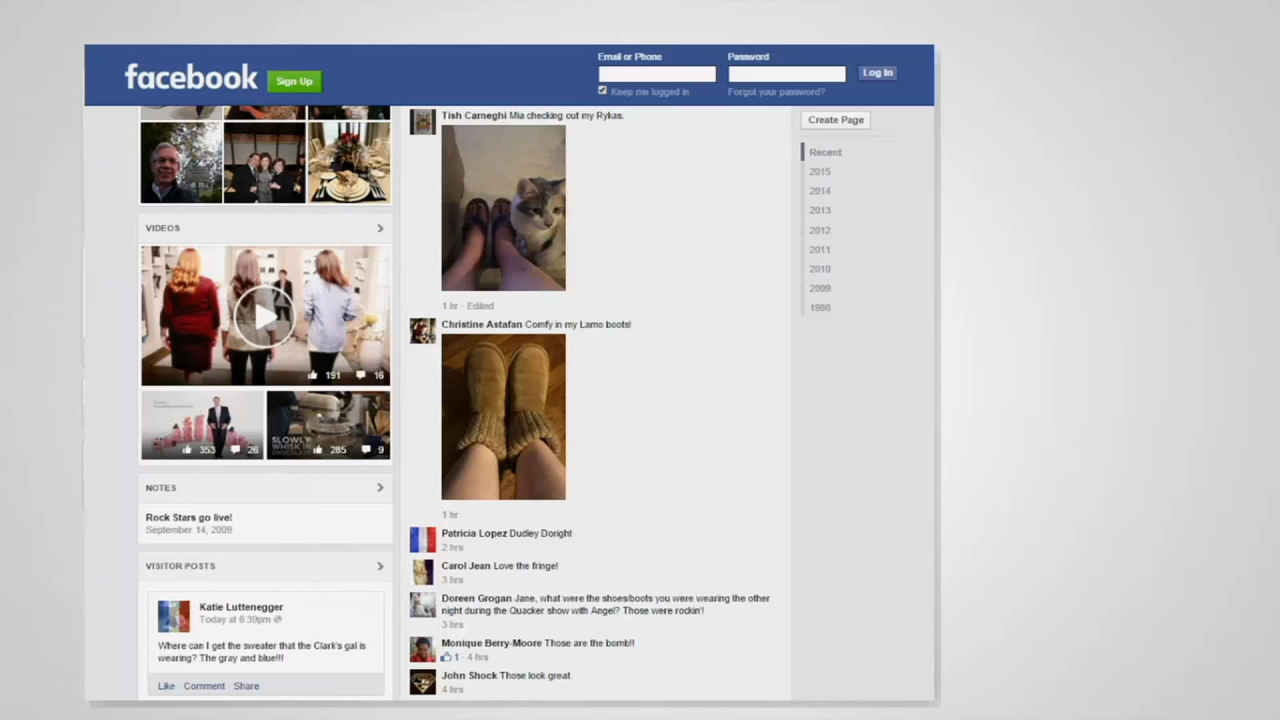 facebook
Sign Up
Email or Phone
Password
Log In
Keep me logged in
Forgot your password?
VIDEOS
191
16
353
26
SLOWLY
WHISK IN
CHOCOLATE
285
9
NOTES
Rock Stars go live!
September 14, 2009
VISITOR POSTS
Katie Luttenegger
Today at 6:39pm
Where can I get the sweater that the Clark's gal is
wearing? The gray and blue!!!
Like · Comment · Share
Tish Carneghi Mia checking out my Rykas.
1 hr · Edited
Christine Astafan Comfy in my Lamo boots!
1 hr
Patricia Lopez Dudley Doright
2 hrs
Carol Jean Love the fringe!
3 hrs
Doreen Grogan Jane, what were the shoes/boots you were wearing the other
night during the Quacker show with Angel? Those were rockin'!
3 hrs
Monique Berry-Moore Those are the bomb!!
1 · 4 hrs
John Shock Those look great.
4 hrs
Create Page
Recent
2015
2014
2013
2012
2011
2010
2009
1986